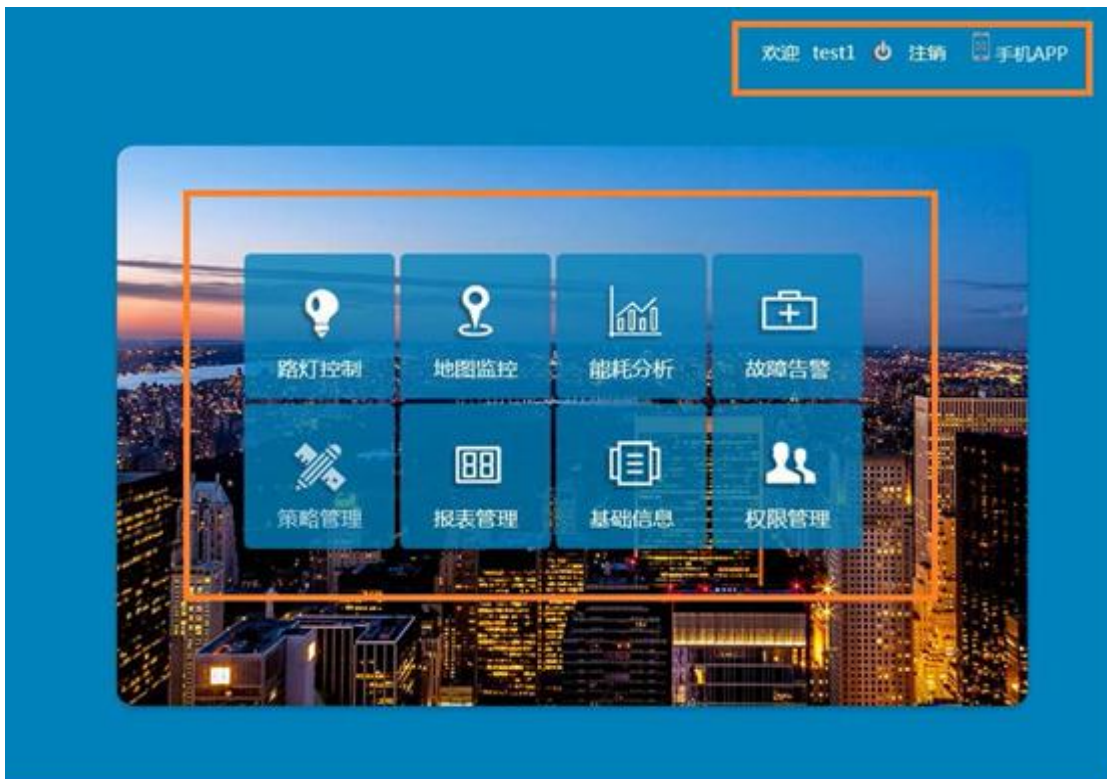 欢迎 test1 注销 手机APP
路灯控制 地图监控 能耗分析 故障告警
策略管理 报表管理 基础信息 权限管理